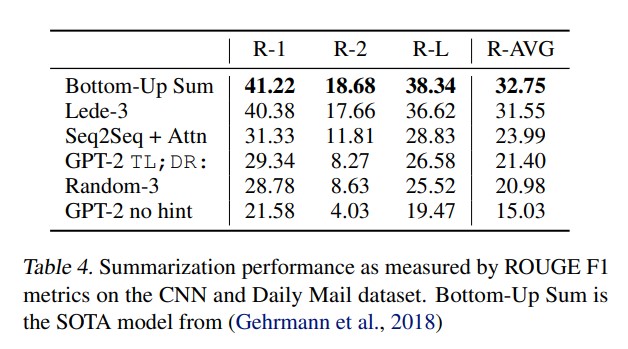 R-1 R-2 R-L R-AVG
Bottom-Up Sum 41.22 18.68 38.34 32.75
Lede-3 40.38 17.66 36.62 31.55
Seq2Seq + Attn 31.33 11.81 28.83 23.99
GPT-2 TL;DR: 29.34 8.27 26.58 21.40
Random-3 28.78 8.63 25.52 20.98
GPT-2 no hint 21.58 4.03 19.47 15.03
Table 4. Summarization performance as measured by ROUGE F1
metrics on the CNN and Daily Mail dataset. Bottom-Up Sum is
the SOTA model from (Gehrmann et al., 2018)